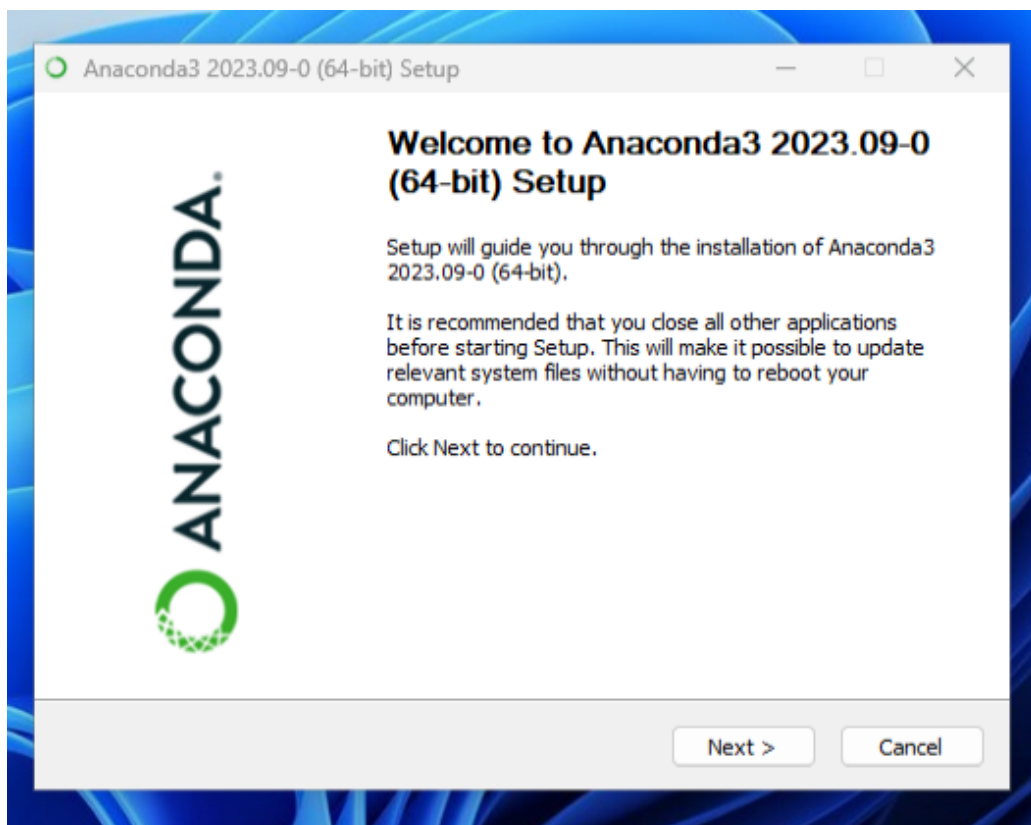 Anaconda3 2023.09-0 (64-bit) Setup
ANACONDA.
Welcome to Anaconda3 2023.09-0
(64-bit) Setup
Setup will guide you through the installation of Anaconda3
2023.09-0 (64-bit).
It is recommended that you close all other applications
before starting Setup. This will make it possible to update
relevant system files without having to reboot your
computer.
Click Next to continue.
Next >
Cancel